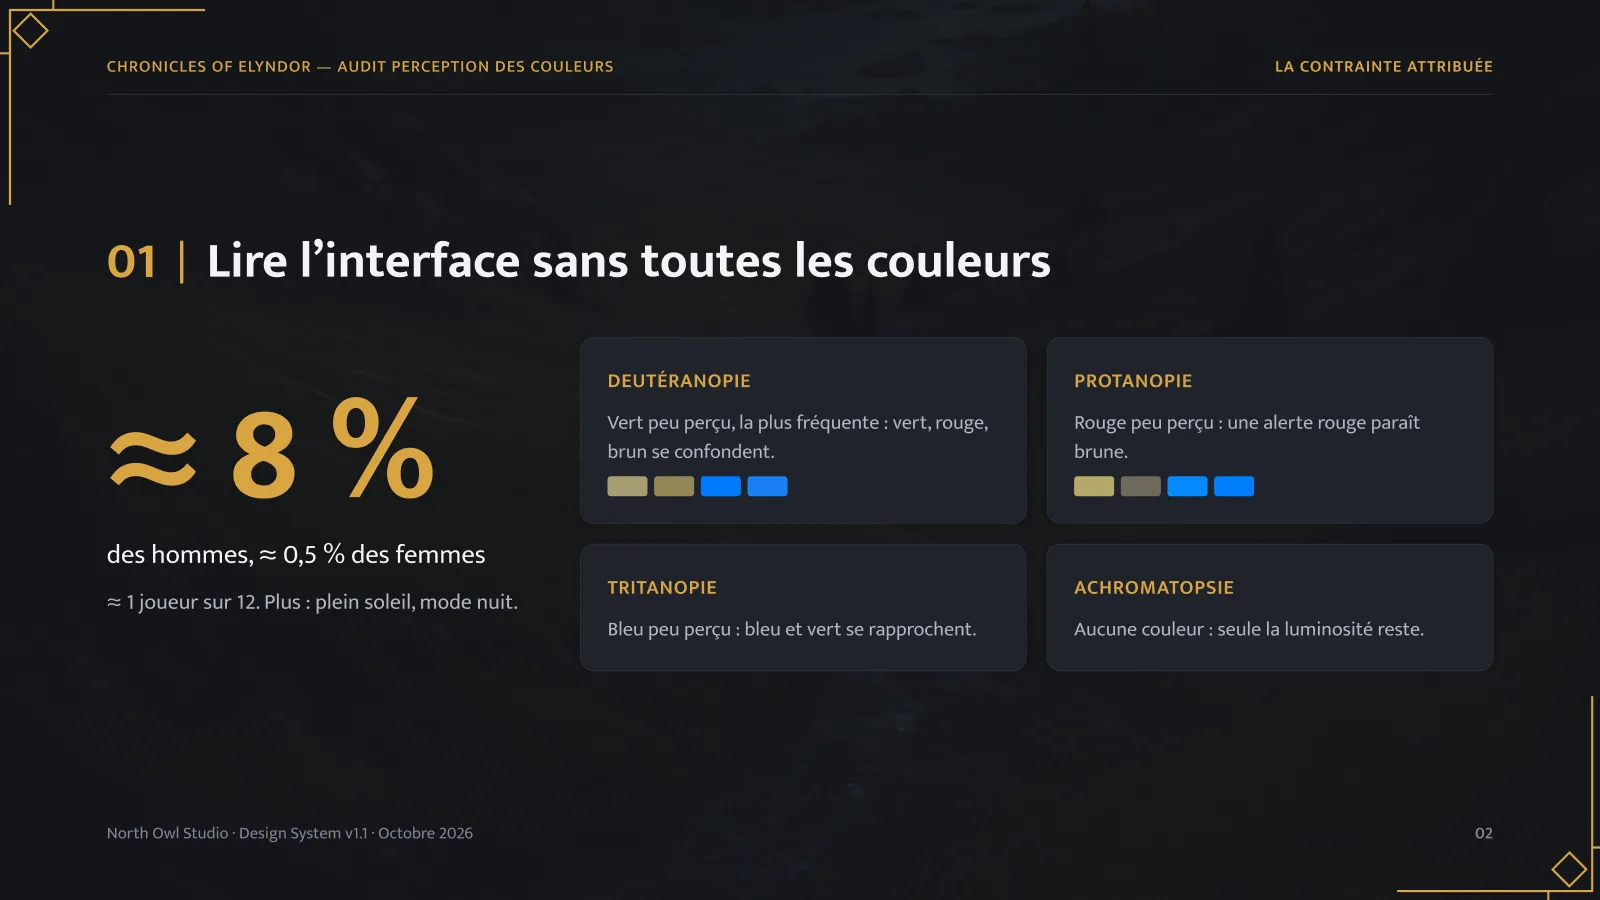 CHRONICLES OF ELYNDOR — AUDIT PERCEPTION DES COULEURS
LA CONTRAINTE ATTRIBUÉE
01 | Lire l’interface sans toutes les couleurs
≈ 8 %
des hommes, ≈ 0,5 % des femmes
≈ 1 joueur sur 12. Plus : plein soleil, mode nuit.
DEUTÉRANOPIE
Vert peu perçu, la plus fréquente : vert, rouge,
brun se confondent.
PROTANOPIE
Rouge peu perçu : une alerte rouge paraît
brune.
TRITANOPIE
Bleu peu perçu : bleu et vert se rapprochent.
ACHROMATOPSIE
Aucune couleur : seule la luminosité reste.
North Owl Studio · Design System v1.1 · Octobre 2026
02